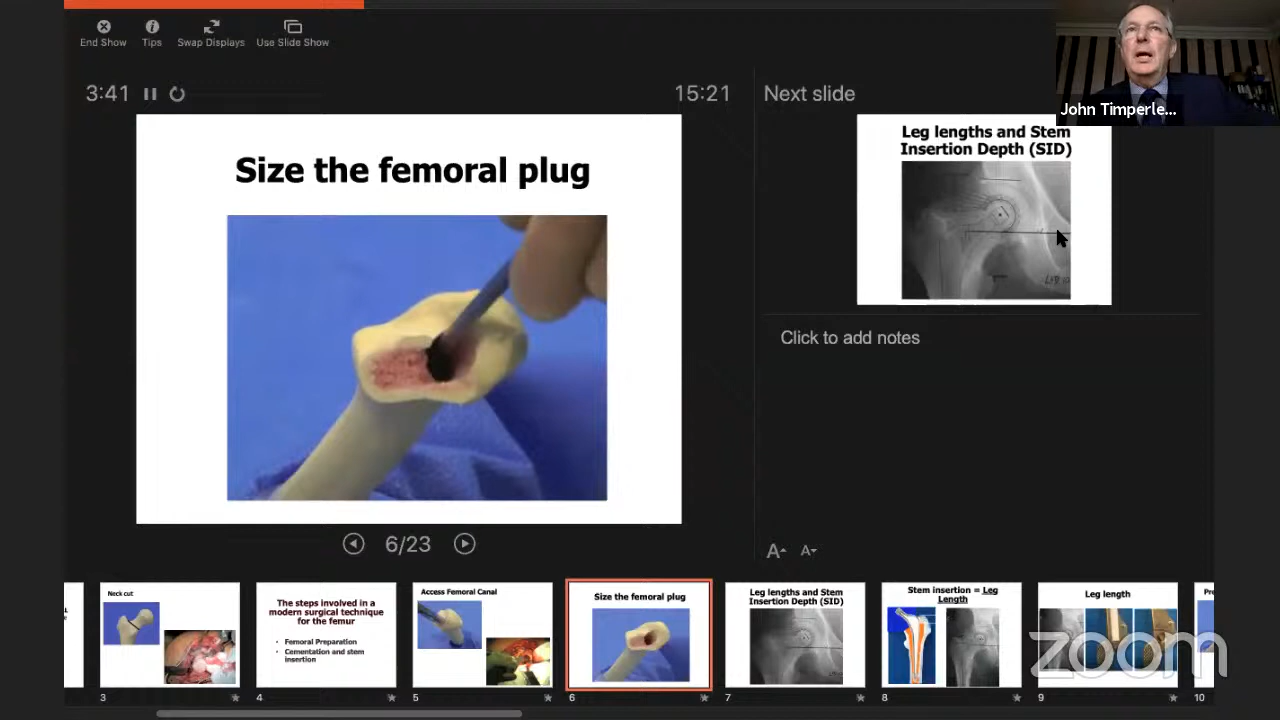 End Show
Tips
Swap Displays
Use Slide Show
3:41
15:21
Next slide
John Timperle...
Size the femoral plug
Leg lengths and Stem
Insertion Depth (SID)
Click to add notes
6/23
A
A
Neck cut
The steps involved in a
modern surgical technique
for the femur
• Femoral Preparation
• Cementation and stem
insertion
Access Femoral Canal
Size the femoral plug
Leg lengths and Stem
Insertion Depth (SID)
Stem insertion = Leg
Length
Leg length
3
4
5
6
7
8
9
10
zoom